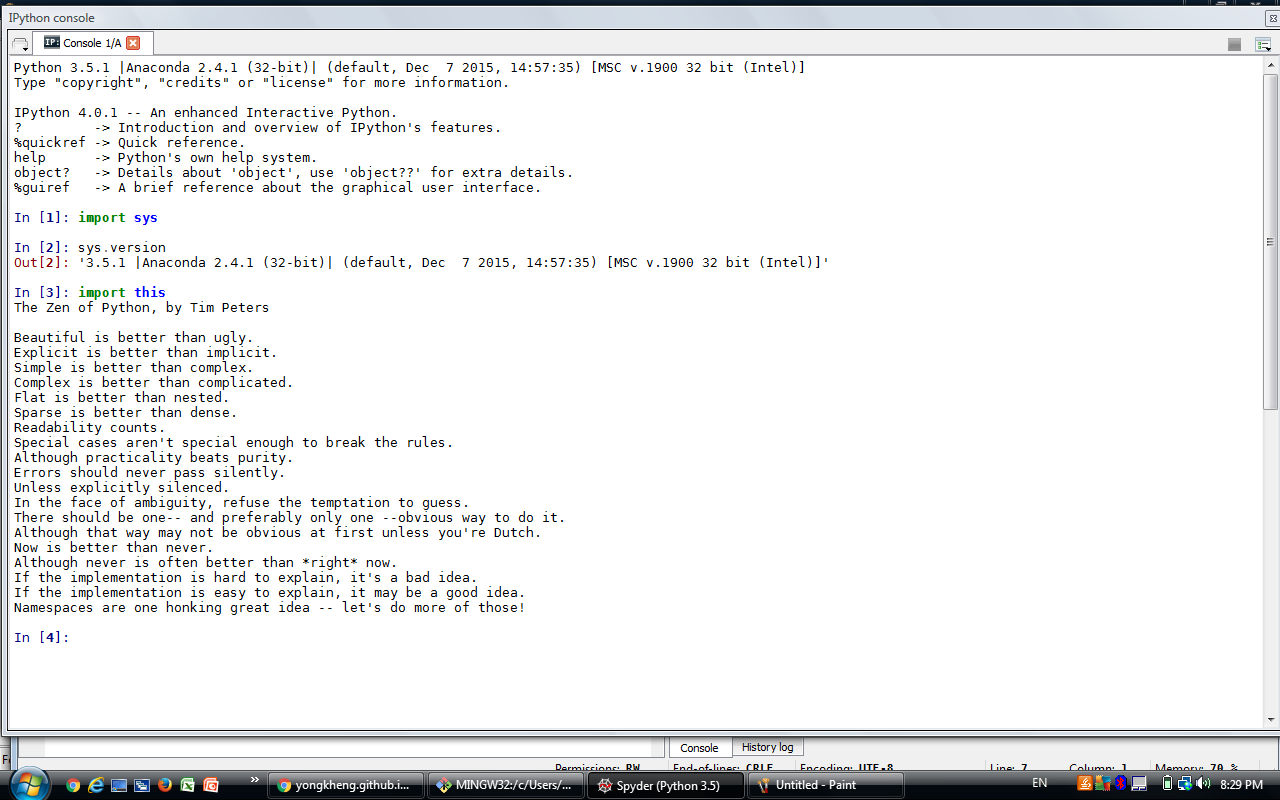 IPython console
IP: Console 1/A
Python 3.5.1 |Anaconda 2.4.1 (32-bit)| (default, Dec  7 2015, 14:57:35) [MSC v.1900 32 bit (Intel)]
Type "copyright", "credits" or "license" for more information.
IPython 4.0.1 -- An enhanced Interactive Python.
?         -> Introduction and overview of IPython's features.
%quickref -> Quick reference.
help      -> Python's own help system.
object?   -> Details about 'object', use 'object??' for extra details.
%guiref   -> A brief reference about the graphical user interface.
In [1]: import sys
In [2]: sys.version
Out[2]: '3.5.1 |Anaconda 2.4.1 (32-bit)| (default, Dec  7 2015, 14:57:35) [MSC v.1900 32 bit (Intel)]'
In [3]: import this
The Zen of Python, by Tim Peters
Beautiful is better than ugly.
Explicit is better than implicit.
Simple is better than complex.
Complex is better than complicated.
Flat is better than nested.
Sparse is better than dense.
Readability counts.
Special cases aren't special enough to break the rules.
Although practicality beats purity.
Errors should never pass silently.
Unless explicitly silenced.
In the face of ambiguity, refuse the temptation to guess.
There should be one-- and preferably only one --obvious way to do it.
Although that way may not be obvious at first unless you're Dutch.
Now is better than never.
Although never is often better than *right* now.
If the implementation is hard to explain, it's a bad idea.
If the implementation is easy to explain, it may be a good idea.
Namespaces are one honking great idea -- let's do more of those!
In [4]:
Console History log
Permissions: RW End-of-lines: CRLF Encoding: UTF-8 Line: 7 Column: 1 Memory: 70 %
yongkheng.github.i... MINGW32:/c/Users/... Spyder (Python 3.5) Untitled - Paint EN 8:29 PM